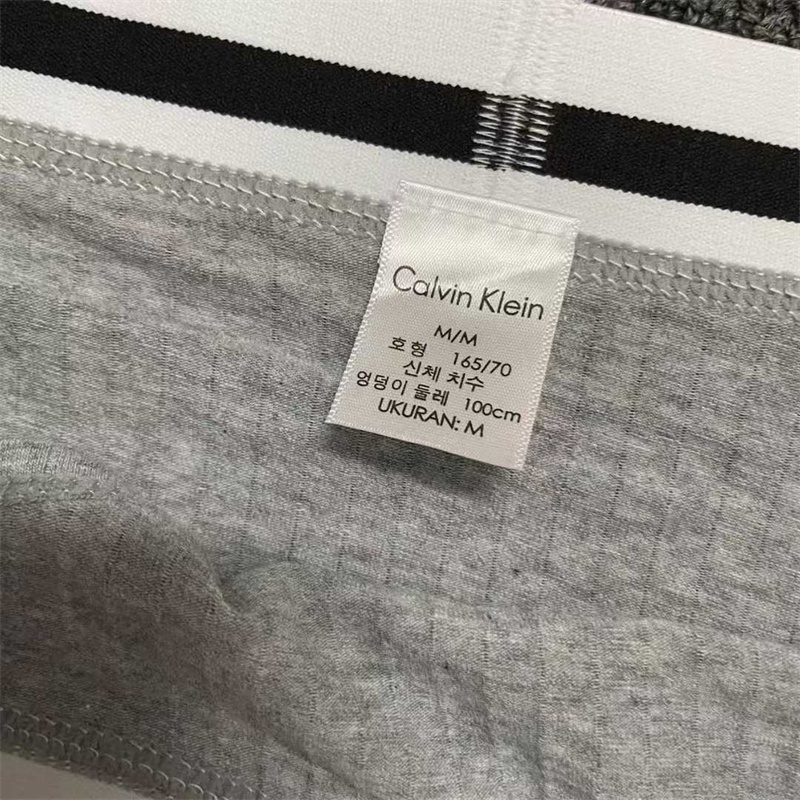 Calvin Klein
M/M
호형 165/70
신체 치수
엉덩이 둘레 100cm
UKURAN: M